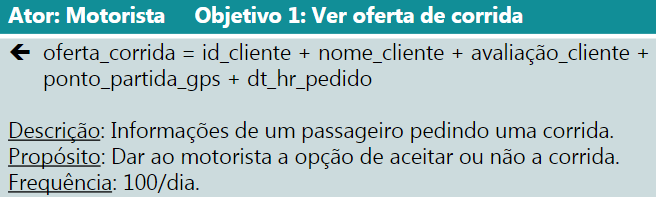 Ator: Motorista Objetivo 1: Ver oferta de corrida
← oferta_corrida = id_cliente + nome_cliente + avaliação_cliente +
ponto_partida_gps + dt_hr_pedido
Descrição: Informações de um passageiro pedindo uma corrida.
Propósito: Dar ao motorista a opção de aceitar ou não a corrida.
Frequência: 100/dia.